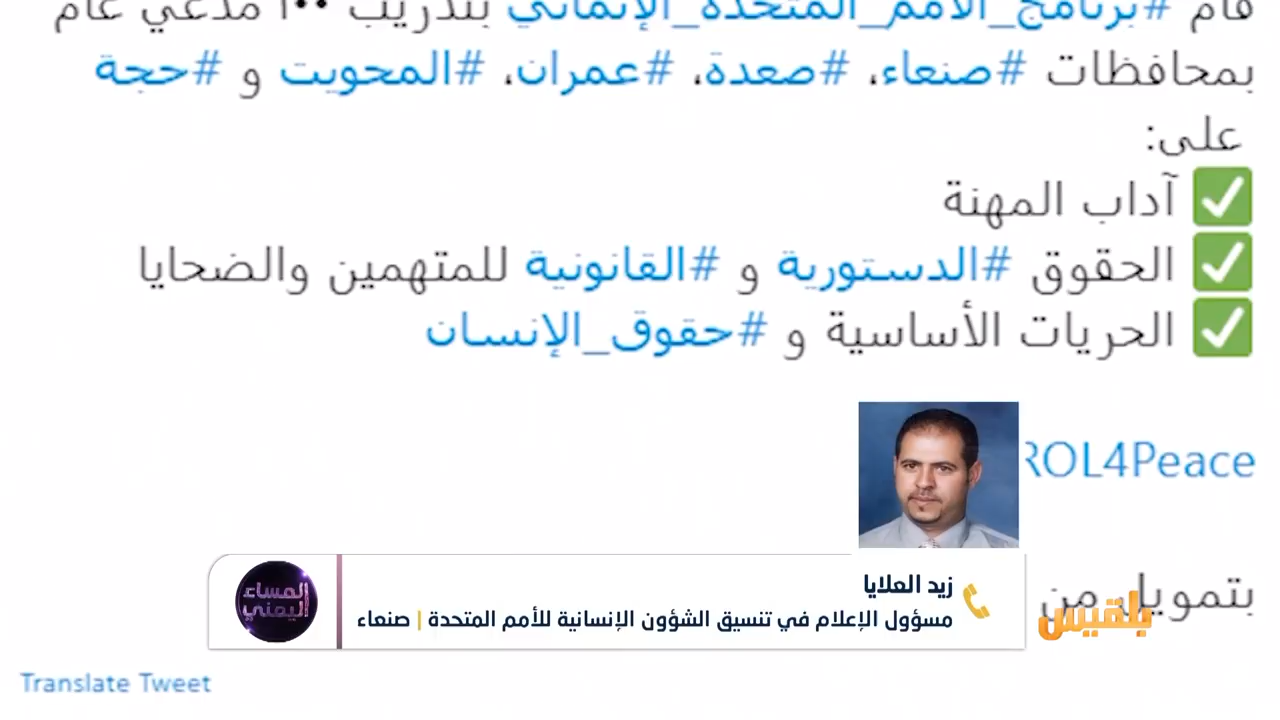 قام #برنامج_الأمم_المتحدة_الإنمائي بتدريب ١٠٠ مدعي عام
بمحافظات #صنعاء، #صعدة، #عمران، #المحويت و #حجة
على:
✅ آداب المهنة
✅ الحقوق #الدستورية و #القانونية للمتهمين والضحايا
✅ الحريات الأساسية و #حقوق_الإنسان
ROL4Peace
بتمويل من
بلقيس
زيد العلايا
مسؤول الإعلام في تنسيق الشؤون الإنسانية للأمم المتحدة | صنعاء
المساء
اليمني
Translate Tweet